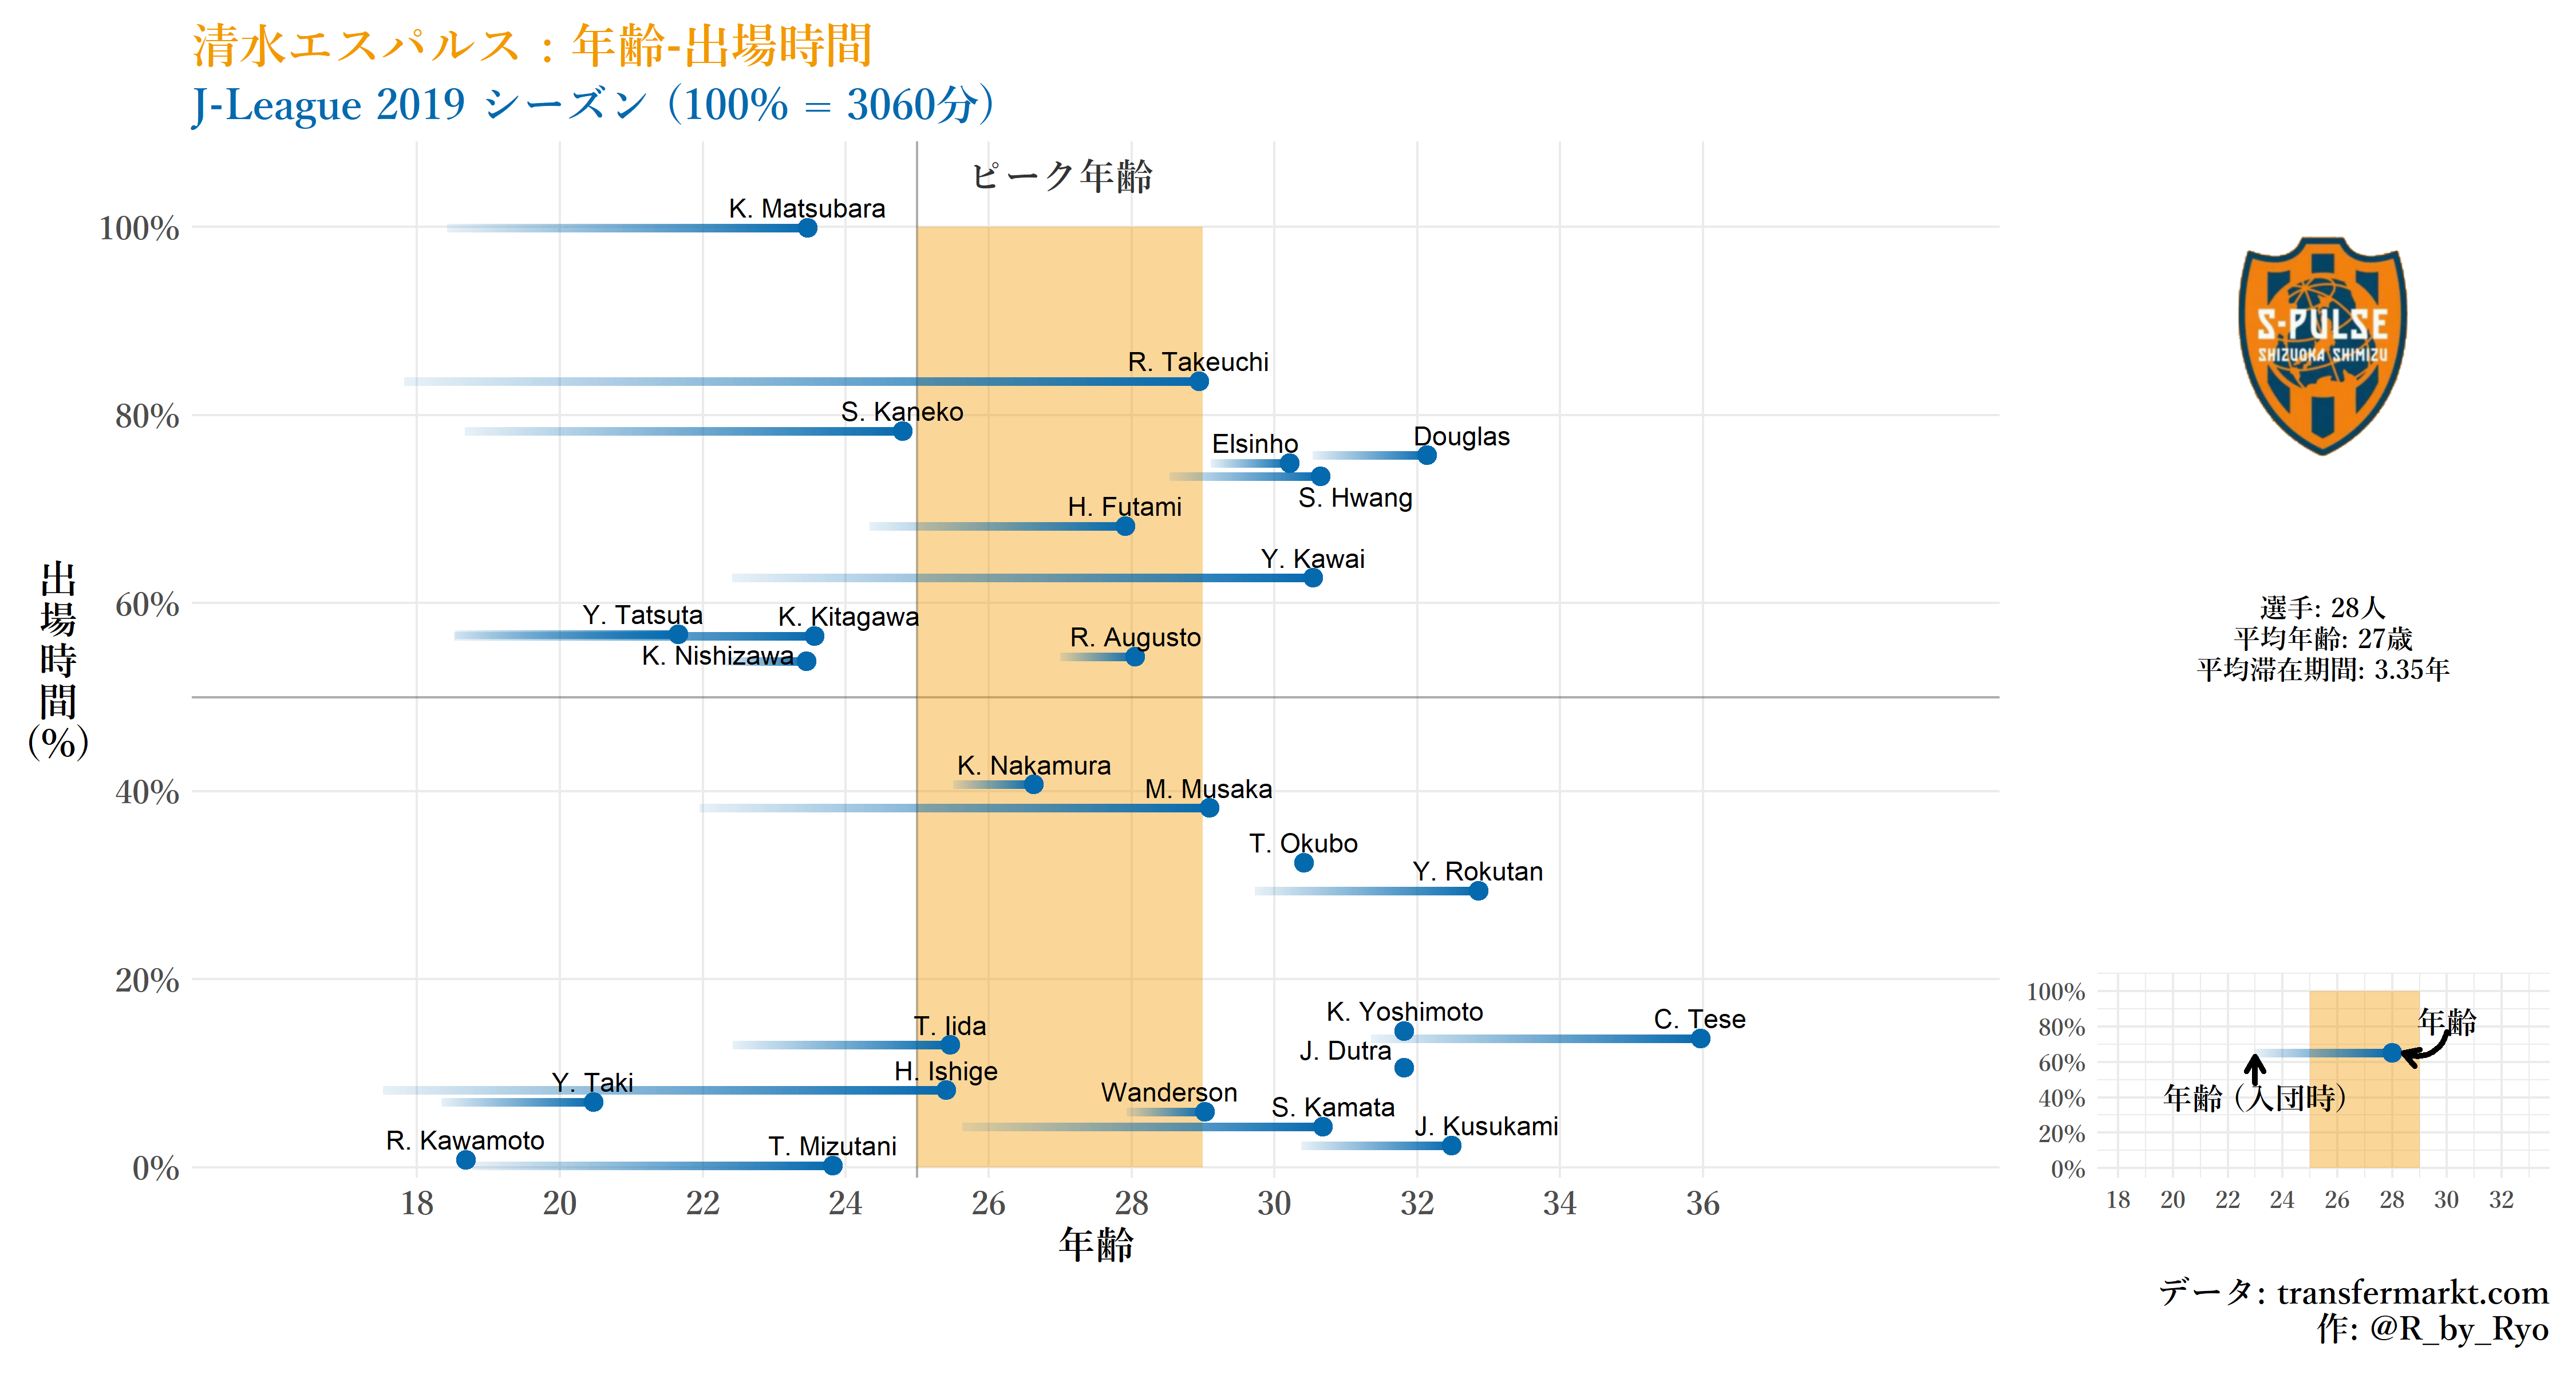 清水エスパルス : 年齢-出場時間
J-League 2019 シーズン (100% = 3060分)
ピーク年齢
K. Matsubara
100%
R. Takeuchi
80%
S. Kaneko
Elsinho
Douglas
S. Hwang
H. Futami
Y. Kawai
60%
Y. Tatsuta
K. Kitagawa
K. Nishizawa
R. Augusto
K. Nakamura
40%
M. Musaka
T. Okubo
Y. Rokutan
20%
T. Iida
K. Yoshimoto
C. Tese
J. Dutra
H. Ishige
Y. Taki
Wanderson
S. Kamata
J. Kusukami
R. Kawamoto
T. Mizutani
0%
18 20 22 24 26 28 30 32 34 36
年齢
出場時間(%)
S-PULSE
SHIZUOKA SHIMIZU
選手: 28人
平均年齢: 27歳
平均滞在期間: 3.35年
100%
80%
60%
40%
20%
0%
年齢
年齢 (入団時)
18 20 22 24 26 28 30 32
データ: transfermarkt.com
作: @R_by_Ryo